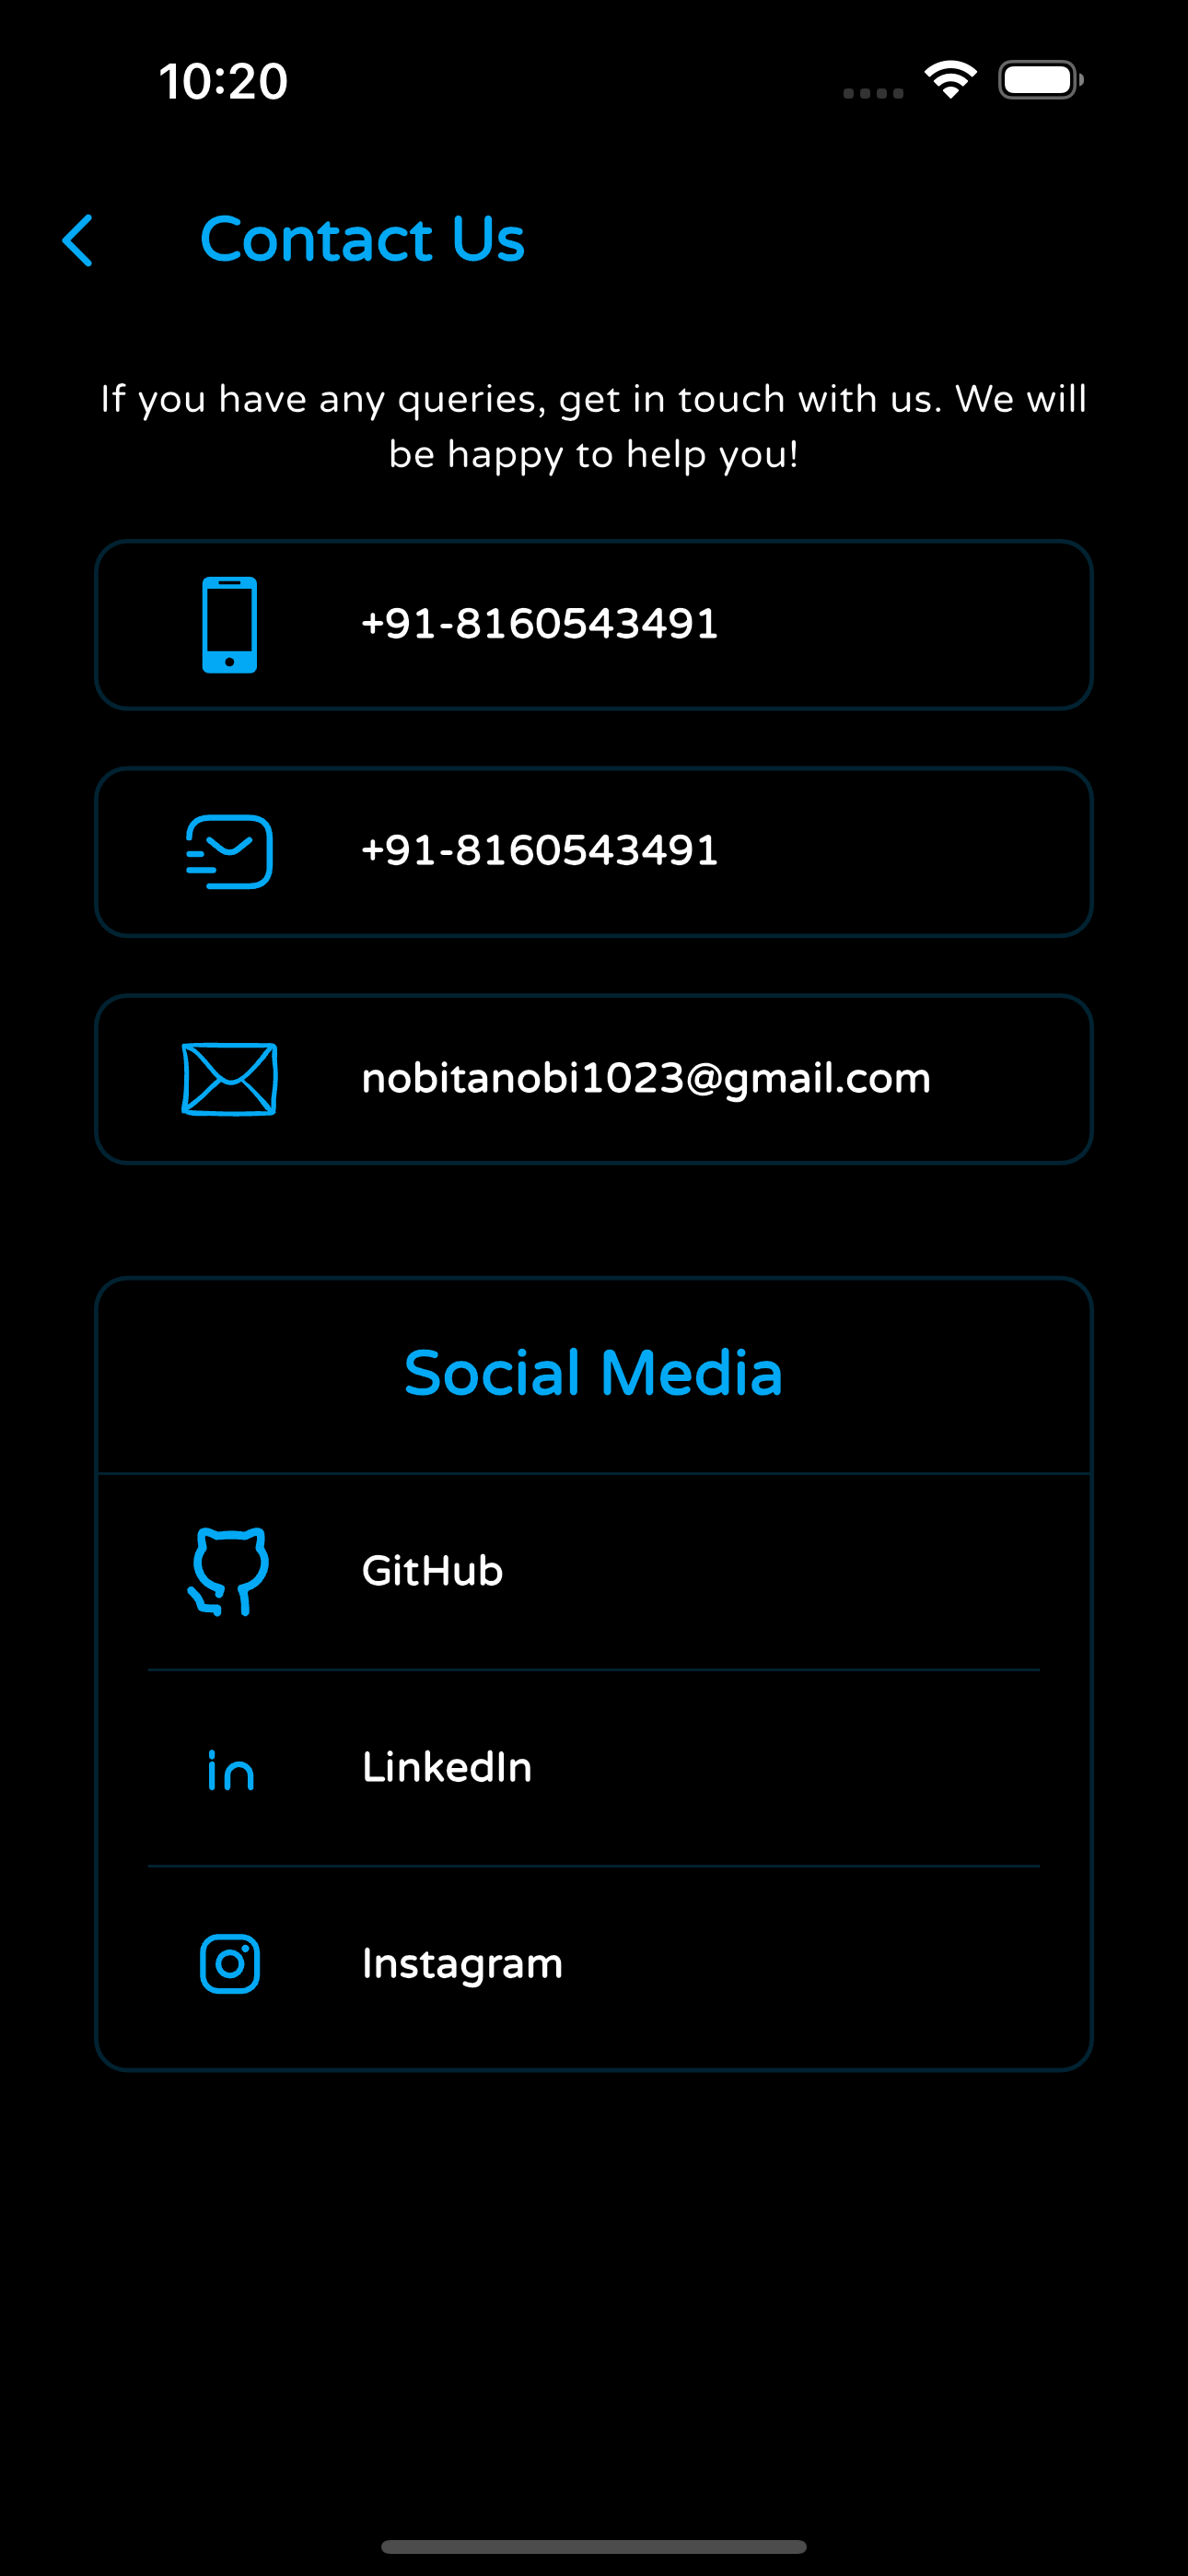 10:20
Contact Us
If you have any queries, get in touch with us. We will
be happy to help you!
+91-8160543491
+91-8160543491
nobitanobi1023@gmail.com
Social Media
GitHub
in LinkedIn
Instagram